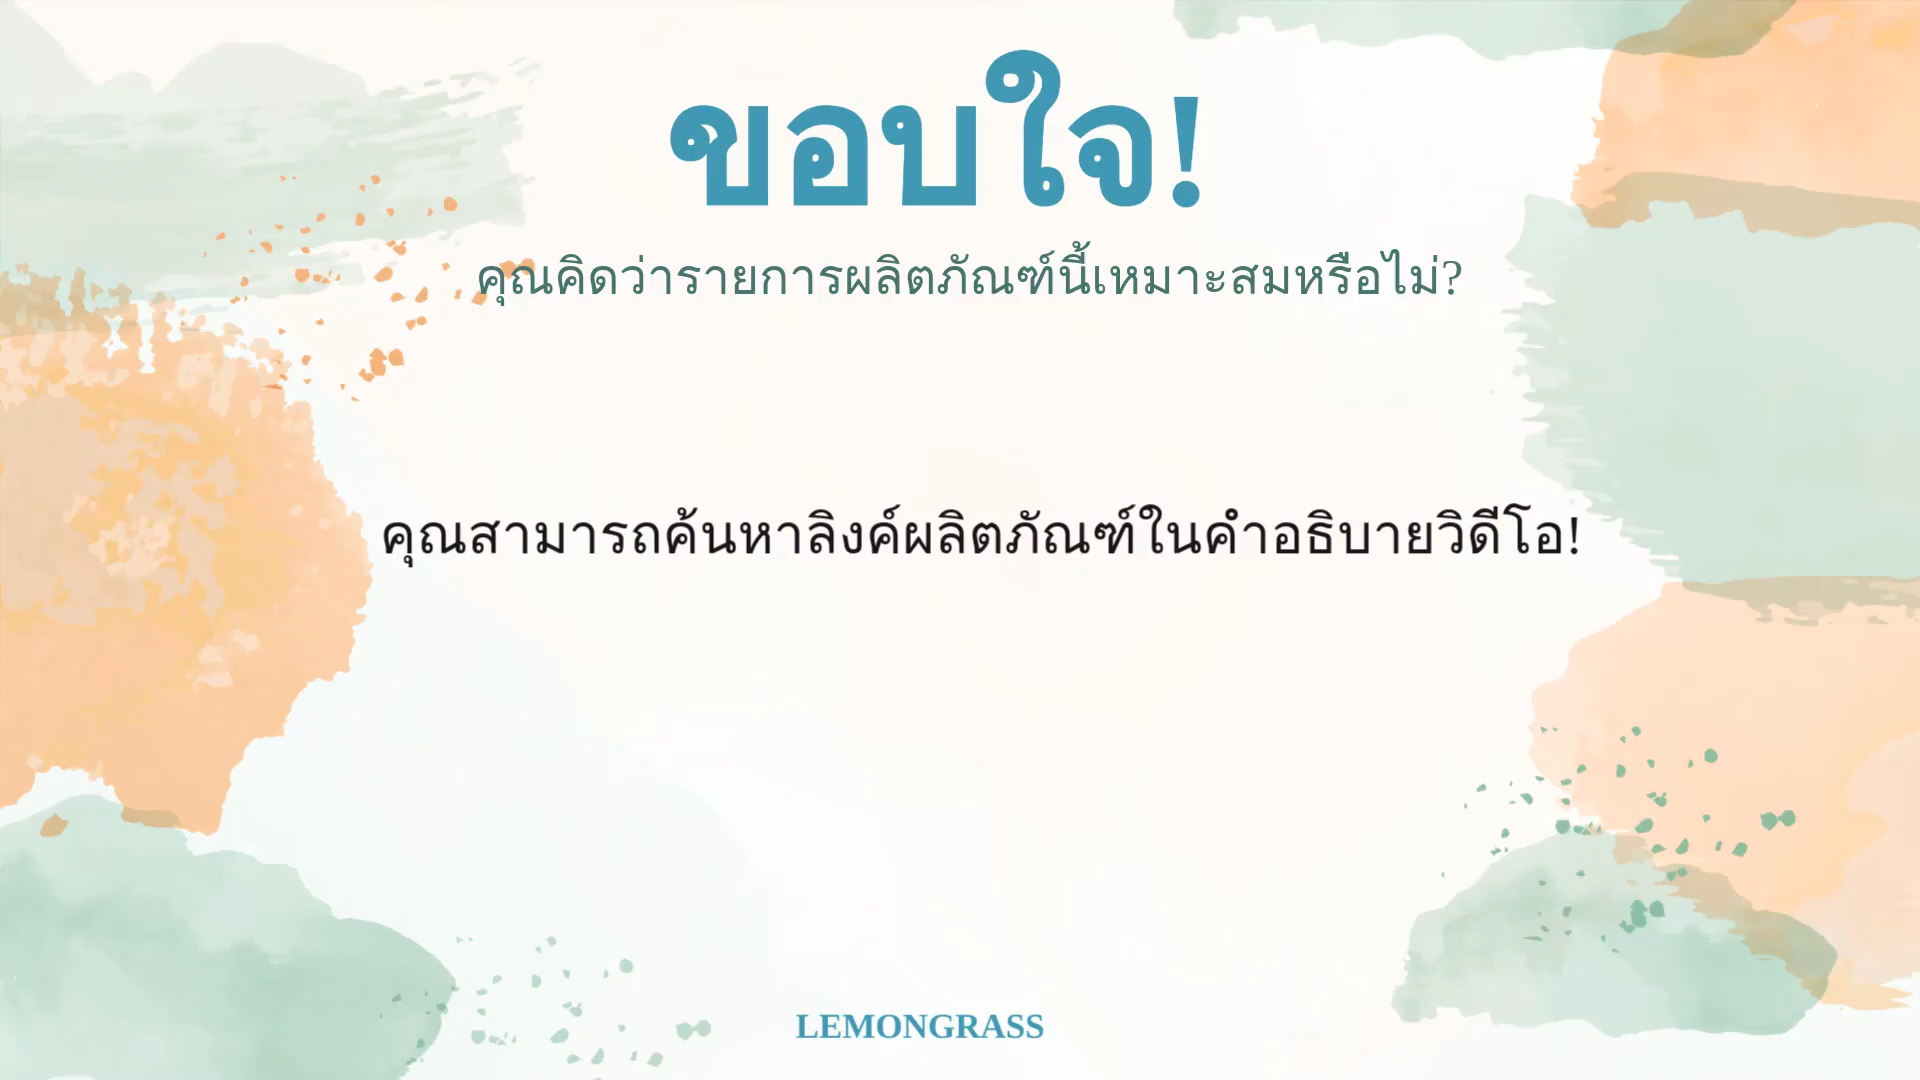 ขอบใจ!
คุณคิดว่ารายการผลิตภัณฑ์นี้เหมาะสมหรือไม่?
คุณสามารถค้นหาลิงค์ผลิตภัณฑ์ในคำอธิบายวิดีโอ!
LEMONGRASS